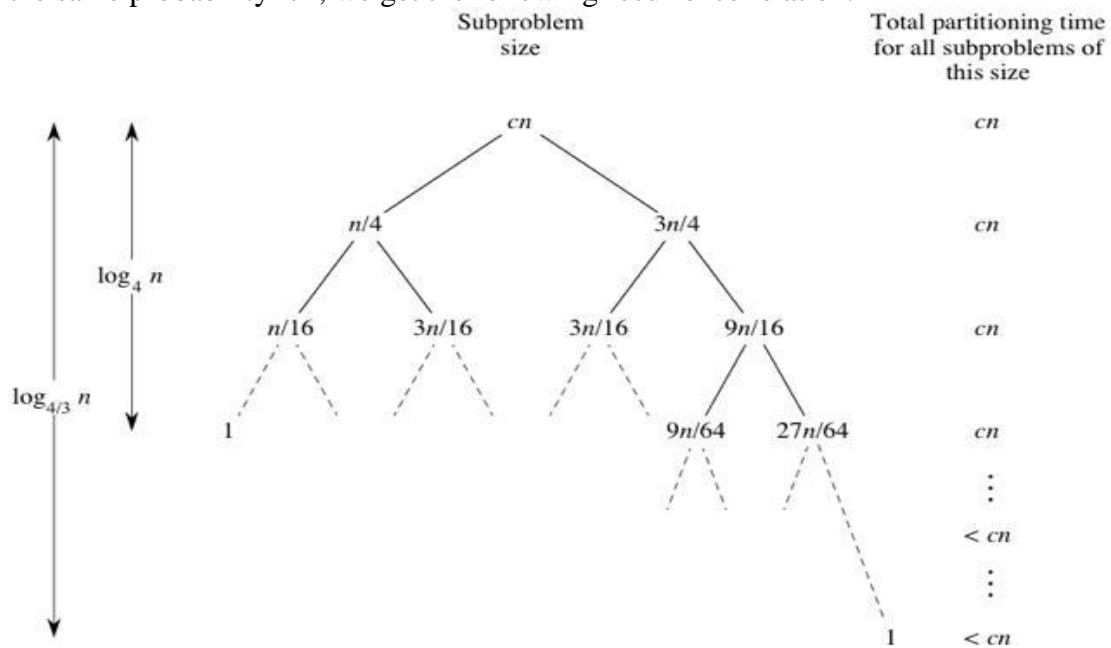 Subproblem
size
Total partitioning time
for all subproblems of
this size
cn
cn
n/4
3n/4
cn
log₄ n
n/16
3n/16
3n/16
9n/16
cn
log₄/₃ n
1
9n/64
27n/64
cn
⋮
< cn
⋮
1
< cn